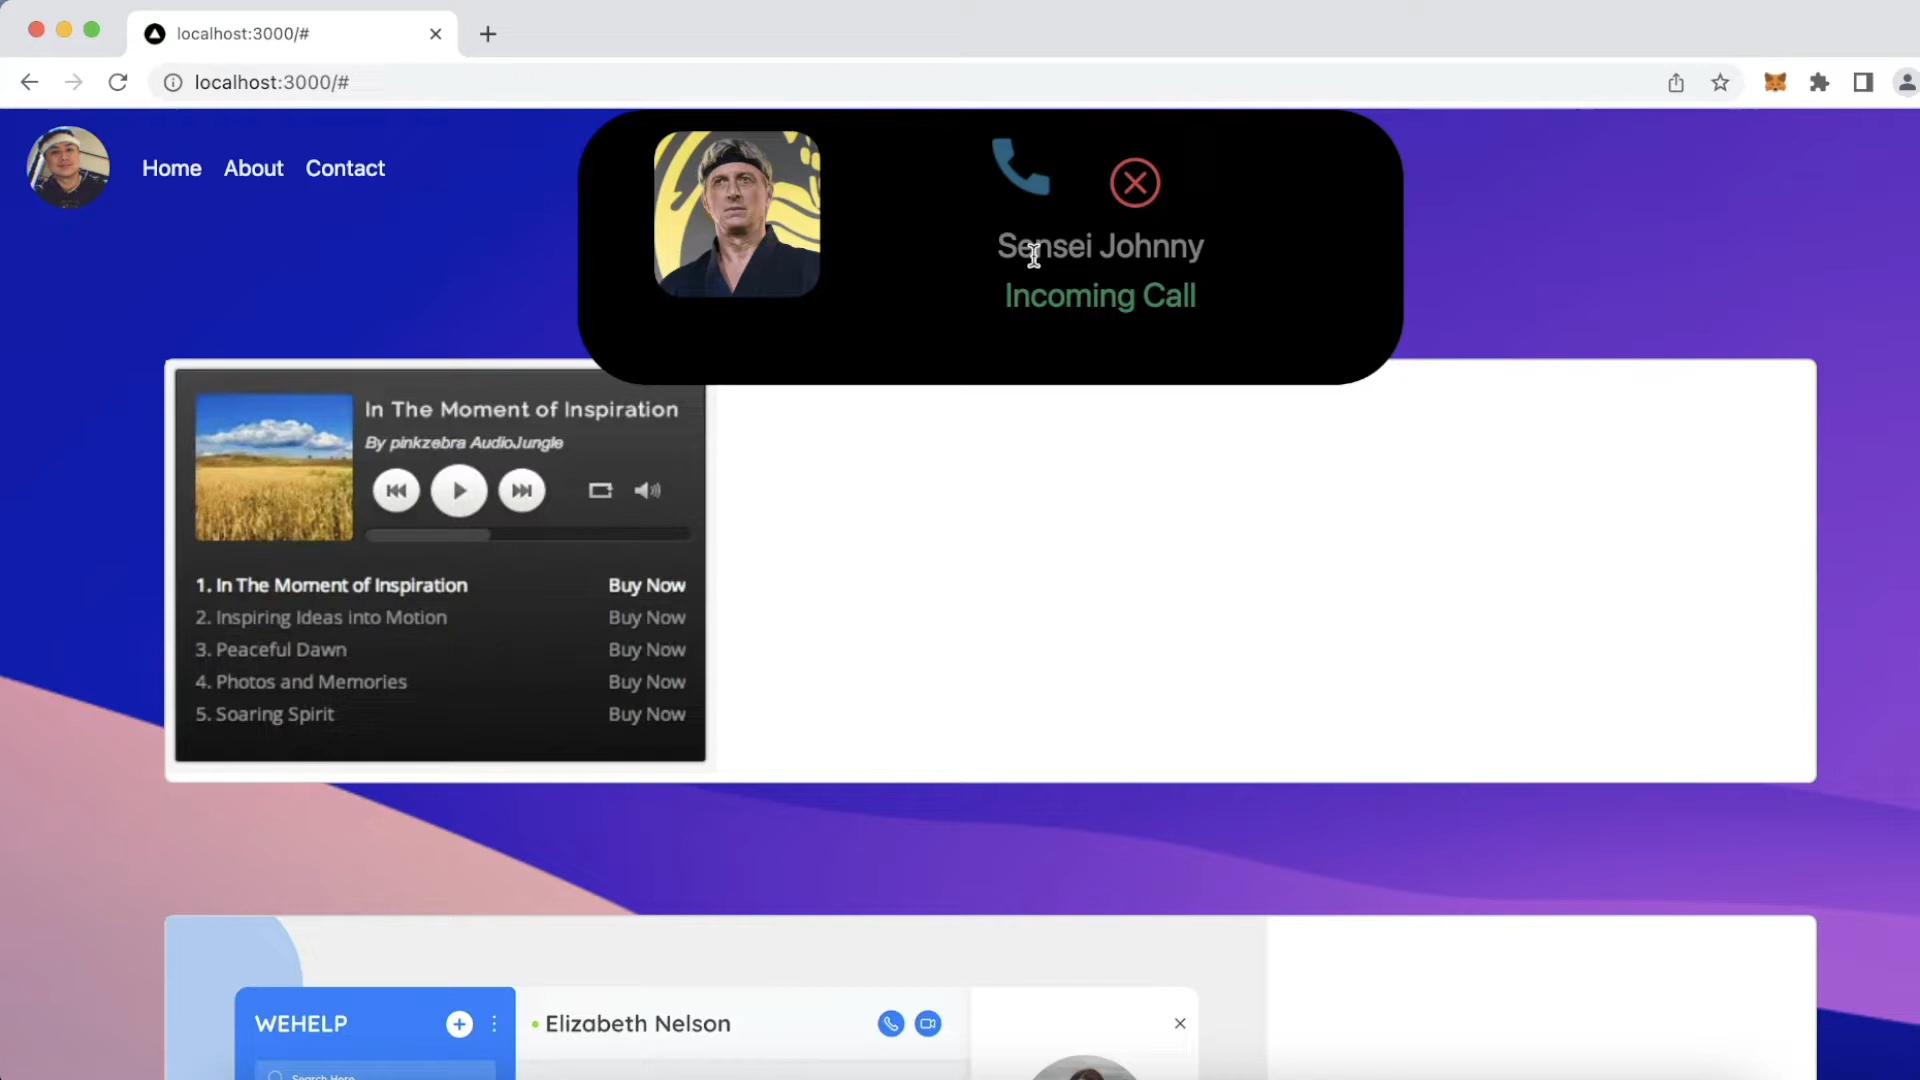 localhost:3000/#
localhost:3000/#
Home About Contact
Sensei Johnny
Incoming Call
In The Moment of Inspiration
By pinkzebra AudioJungle
1. In The Moment of Inspiration Buy Now
2. Inspiring Ideas into Motion Buy Now
3. Peaceful Dawn Buy Now
4. Photos and Memories Buy Now
5. Soaring Spirit Buy Now
WEHELP
Elizabeth Nelson
Search Here